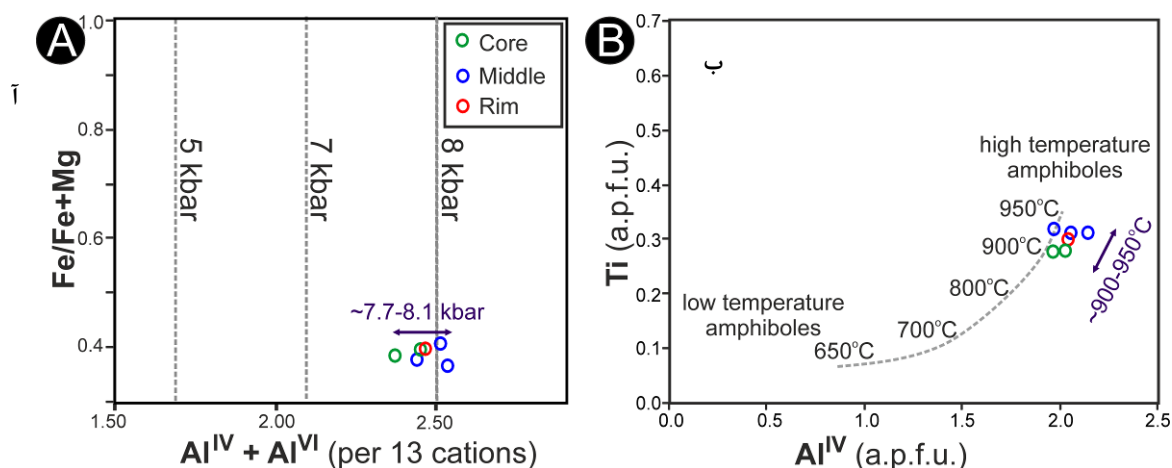 A
آ
1.0
0.8
0.6
0.4
Fe/Fe+Mg
5 kbar
7 kbar
8 kbar
Core
Middle
Rim
~7.7-8.1 kbar
1.50
2.00
2.50
Al^IV + Al^VI (per 13 cations)
B
ب
0.7
0.6
0.5
0.4
0.3
0.2
0.1
0.0
Ti (a.p.f.u.)
high temperature
amphiboles
950°C
900°C
800°C
700°C
650°C
low temperature
amphiboles
~900-950°C
0.0
0.5
1.0
1.5
2.0
2.5
Al^IV (a.p.f.u.)